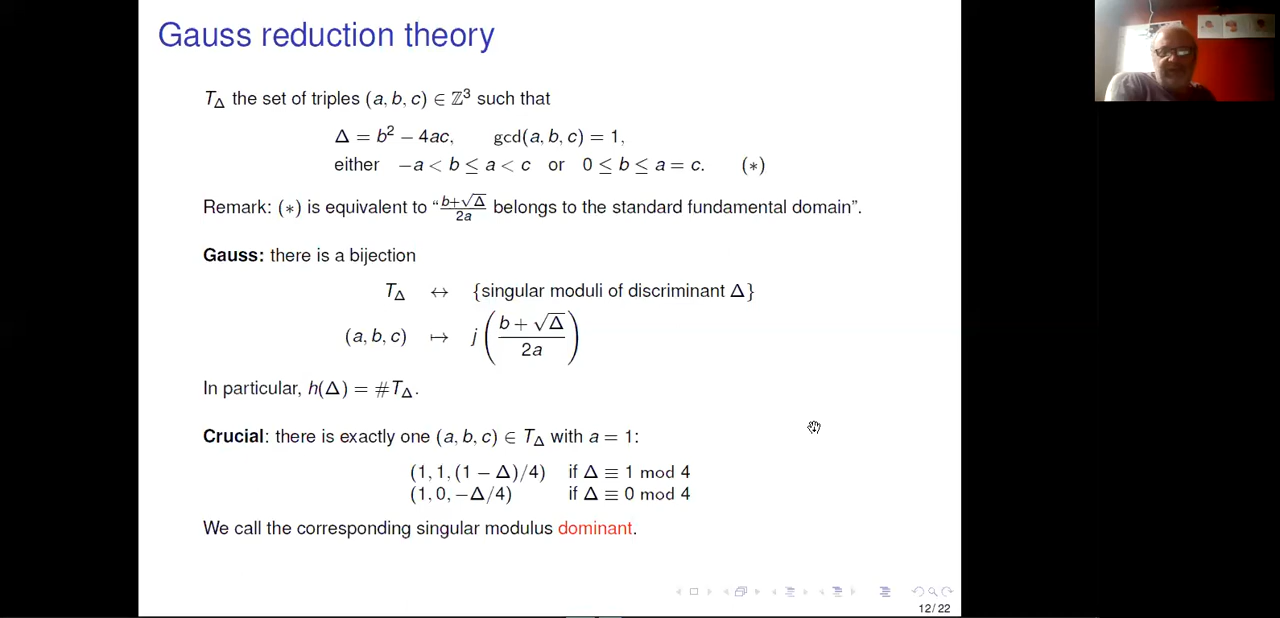 Gauss reduction theory
T_Δ the set of triples (a, b, c) ∈ ℤ³ such that
Δ = b² − 4ac, gcd(a, b, c) = 1,
either −a < b ≤ a < c or 0 ≤ b ≤ a = c. (∗)
Remark: (∗) is equivalent to “(b+√Δ)/2a belongs to the standard fundamental domain”.
Gauss: there is a bijection
T_Δ ↔ {singular moduli of discriminant Δ}
(a, b, c) ↦ j((b + √Δ)/2a)
In particular, h(Δ) = #T_Δ.
Crucial: there is exactly one (a, b, c) ∈ T_Δ with a = 1:
(1, 1, (1 − Δ)/4) if Δ ≡ 1 mod 4
(1, 0, −Δ/4) if Δ ≡ 0 mod 4
We call the corresponding singular modulus dominant.
12/22